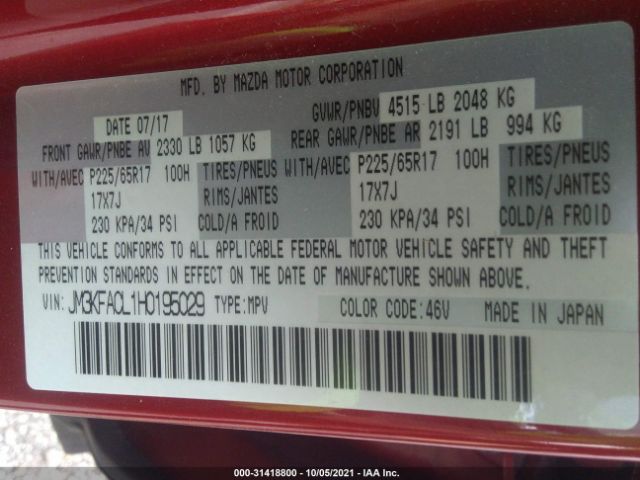 MFD. BY MAZDA MOTOR CORPORATION
DATE 07/17 GVWR/PNBV 4515 LB 2048 KG
FRONT GAWR/PNBE AV 2330 LB 1057 KG REAR GAWR/PNBE AR 2191 LB 994 KG
WITH/AVEC P225/65R17 100H TIRES/PNEUS WITH/AVEC P225/65R17 100H TIRES/PNEUS
17X7J RIMS/JANTES 17X7J RIMS/JANTES
230 KPA/34 PSI COLD/A FROID 230 KPA/34 PSI COLD/A FROID
THIS VEHICLE CONFORMS TO ALL APPLICABLE FEDERAL MOTOR VEHICLE SAFETY AND THEFT
PREVENTION STANDARDS IN EFFECT ON THE DATE OF MANUFACTURE SHOWN ABOVE.
VIN: JM3KFACL1H0195029 TYPE:MPV COLOR CODE:46V MADE IN JAPAN
000-31418800 - 10/05/2021 - IAA Inc.